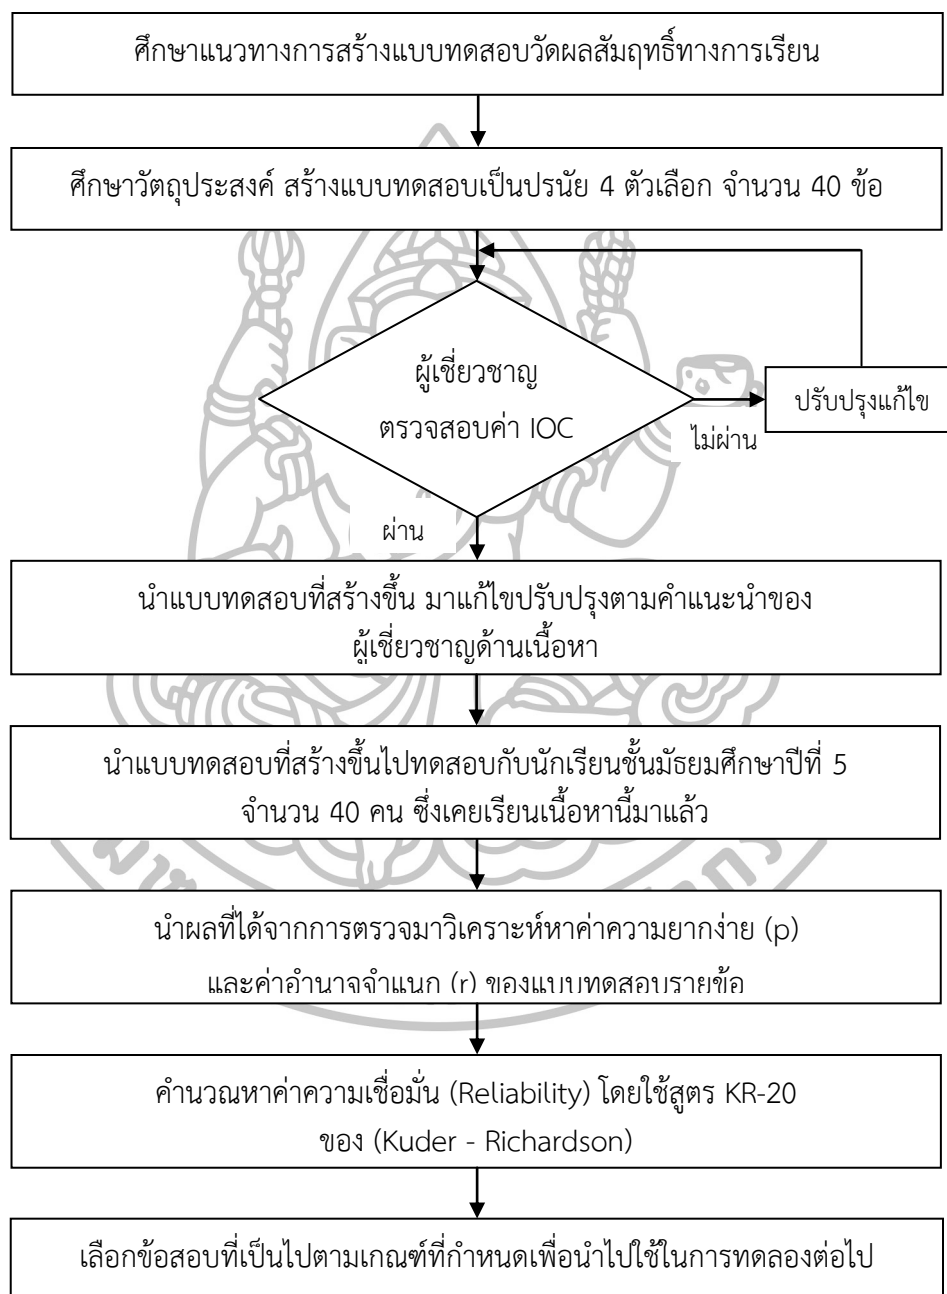 ศึกษาแนวทางการสร้างแบบทดสอบวัดผลสัมฤทธิ์ทางการเรียน
ศึกษาวัตถุประสงค์ สร้างแบบทดสอบเป็นปรนัย 4 ตัวเลือก จำนวน 40 ข้อ
ผู้เชี่ยวชาญ
ตรวจสอบค่า IOC
ปรับปรุงแก้ไข
ไม่ผ่าน
ผ่าน
นำแบบทดสอบที่สร้างขึ้น มาแก้ไขปรับปรุงตามคำแนะนำของ
ผู้เชี่ยวชาญด้านเนื้อหา
นำแบบทดสอบที่สร้างขึ้นไปทดสอบกับนักเรียนชั้นมัธยมศึกษาปีที่ 5
จำนวน 40 คน ซึ่งเคยเรียนเนื้อหานี้มาแล้ว
นำผลที่ได้จากการตรวจมาวิเคราะห์หาค่าความยากง่าย (p)
และค่าอำนาจจำแนก (r) ของแบบทดสอบรายข้อ
คำนวณหาค่าความเชื่อมั่น (Reliability) โดยใช้สูตร KR-20
ของ (Kuder - Richardson)
เลือกข้อสอบที่เป็นไปตามเกณฑ์ที่กำหนดเพื่อนำไปใช้ในการทดลองต่อไป